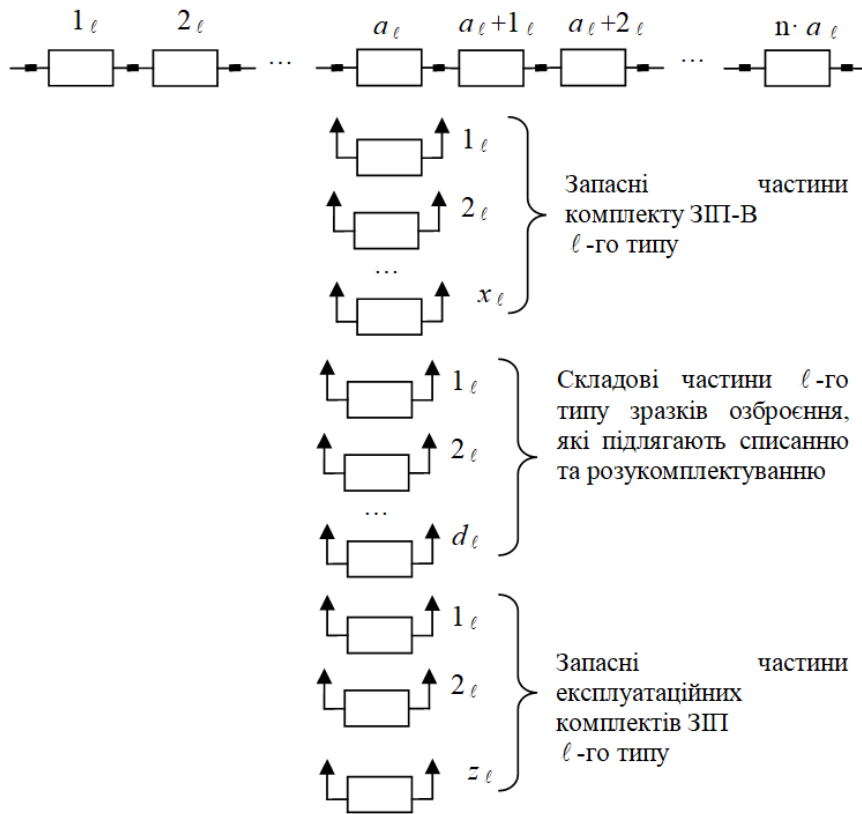 1ℓ 2ℓ aℓ aℓ+1ℓ aℓ+2ℓ n· aℓ
... ...
1ℓ
2ℓ
...
xℓ
Запасні частини
комплекту ЗІП-В
ℓ-го типу
1ℓ
2ℓ
...
dℓ
Складові частини ℓ-го
типу зразків озброєння,
які підлягають списанню
та розукомплектуванню
1ℓ
2ℓ
zℓ
Запасні частини
експлуатаційних
комплектів ЗІП
ℓ-го типу